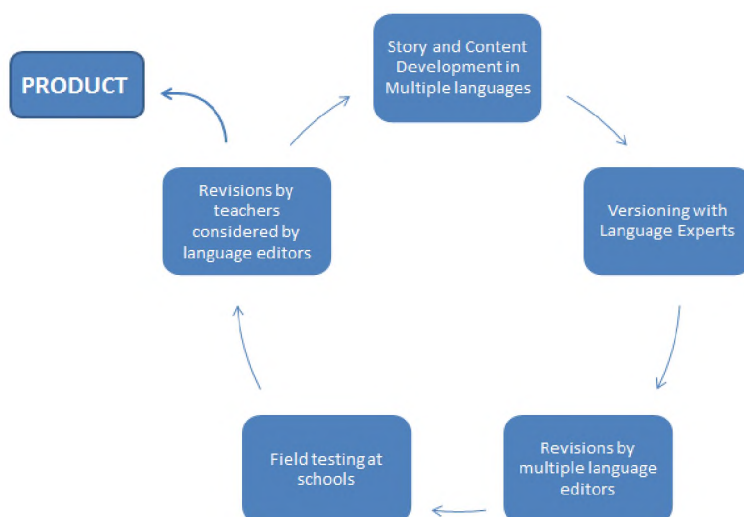 PRODUCT
Story and Content
Development in
Multiple languages
Versioning with
Language Experts
Revisions by
multiple language
editors
Field testing at
schools
Revisions by
teachers
considered by
language editors